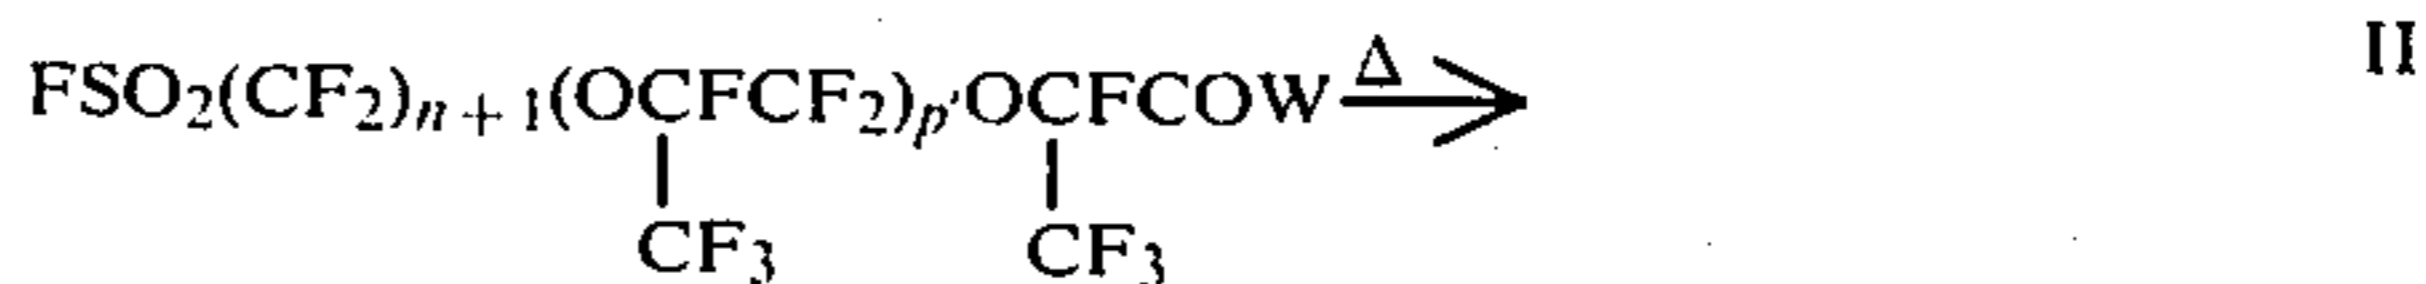 FSO2(CF2)n + 1(OCFCF2)p'OCFCOW Δ II
CF3 CF3